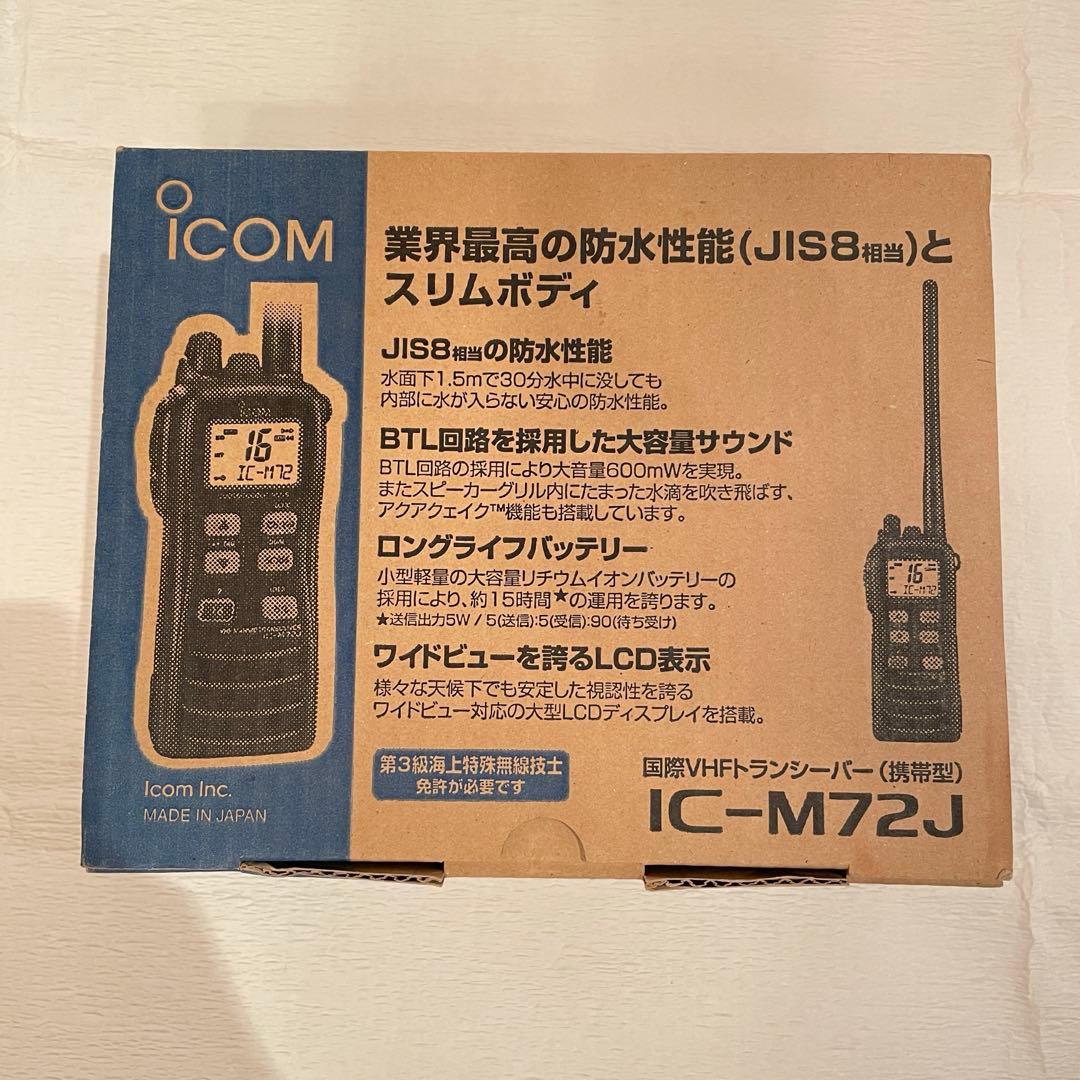 ICOM
業界最高の防水性能(JIS8相当)と
スリムボディ
JIS8相当の防水性能
水面下1.5mで30分水中に没しても
内部に水が入らない安心の防水性能。
BTL回路を採用した大容量サウンド
BTL回路の採用により大音量600mWを実現。
またスピーカーグリル内にたまった水滴を吹き飛ばす、
アクアクェイク™機能も搭載しています。
ロングライフバッテリー
小型軽量の大容量リチウムイオンバッテリーの
採用により、約15時間★の運用を誇ります。
★送信出力5W / 5(送信):5(受信):90(待ち受け)
ワイドビューを誇るLCD表示
様々な天候下でも安定した視認性を誇る
ワイドビュー対応の大型LCDディスプレイを搭載。
第3級海上特殊無線技士
免許が必要です
国際VHFトランシーバー(携帯型)
IC-M72J
16
IC-M72
16
IC-M72
Icom Inc.
MADE IN JAPAN